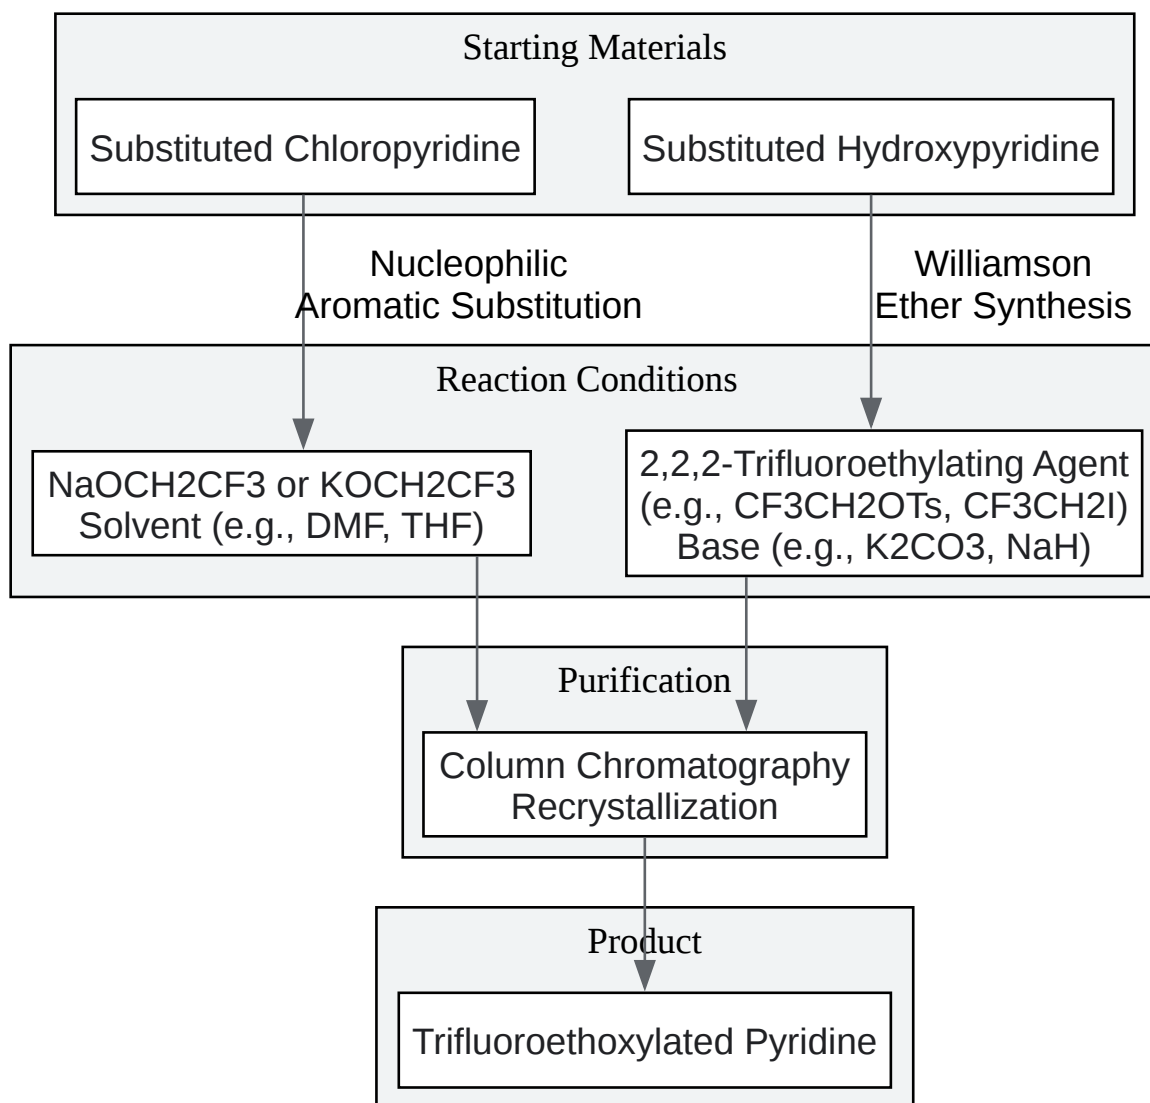 Starting Materials
Substituted Chloropyridine
Substituted Hydroxypyridine
Nucleophilic
Aromatic Substitution
Williamson
Ether Synthesis
Reaction Conditions
NaOCH2CF3 or KOCH2CF3
Solvent (e.g., DMF, THF)
2,2,2-Trifluoroethylating Agent
(e.g., CF3CH2OTs, CF3CH2I)
Base (e.g., K2CO3, NaH)
Purification
Column Chromatography
Recrystallization
Product
Trifluoroethoxylated Pyridine